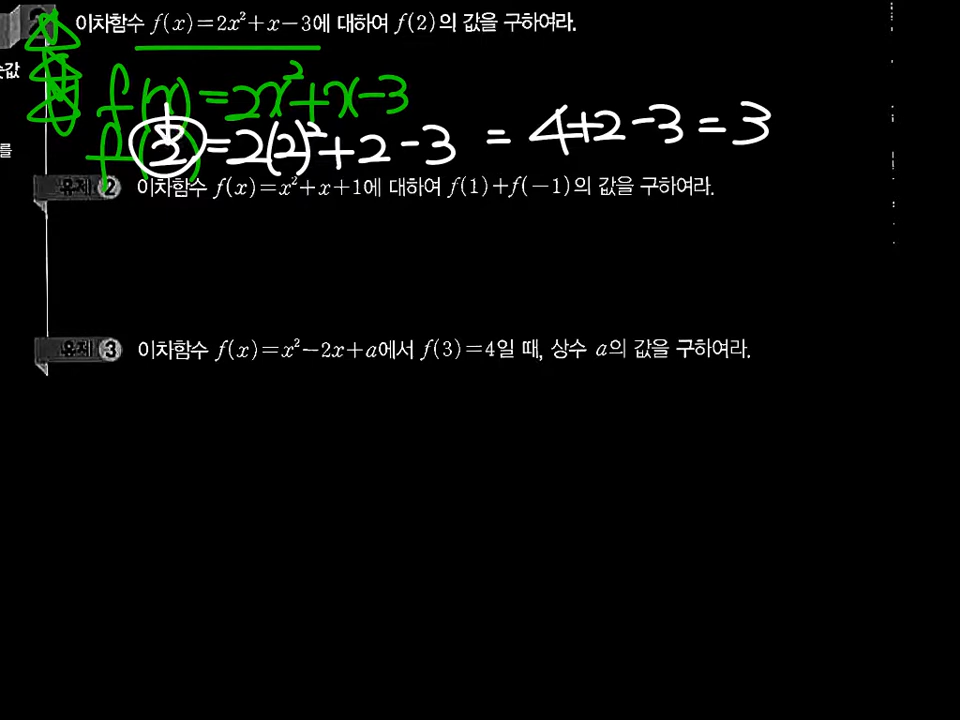 이차함수 f(x)=2x²+x-3에 대하여 f(2)의 값을 구하여라.
숫값
f(x)=2x²+x-3
를
f(2)=2(2)²+2-3 = 4+2-3=3
유제 2 이차함수 f(x)=x²+x+1에 대하여 f(1)+f(-1)의 값을 구하여라.
유제 3 이차함수 f(x)=x²-2x+a에서 f(3)=4일 때, 상수 a의 값을 구하여라.